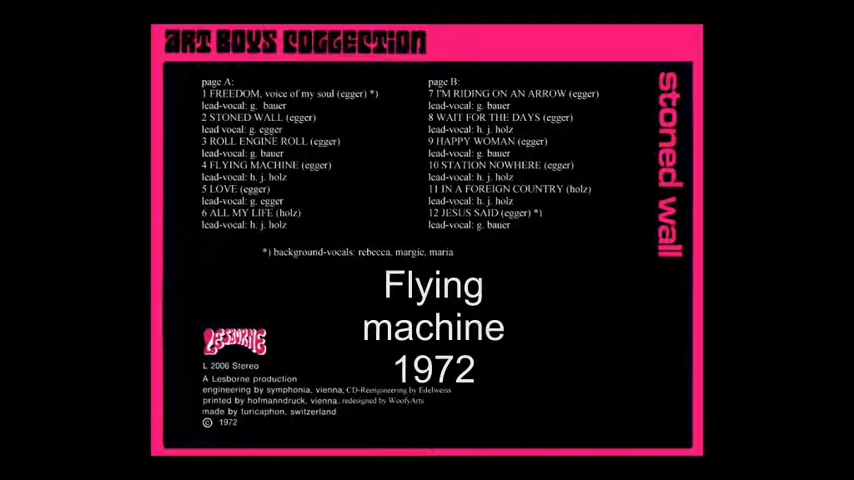 ART BOYS COLLECTION
page A:
1 FREEDOM, voice of my soul (egger) *)
lead-vocal: g. bauer
2 STONED WALL (egger)
lead vocal: g. egger
3 ROLL ENGINE ROLL (egger)
lead-vocal: g. bauer
4 FLYING MACHINE (egger)
lead-vocal: h. j. holz
5 LOVE (egger)
lead-vocal: g. egger
6 ALL MY LIFE (holz)
lead-vocal: h. j. holz
page B:
7 I'M RIDING ON AN ARROW (egger)
lead-vocal: g. bauer
8 WAIT FOR THE DAYS (egger)
lead-vocal: h. j. holz
9 HAPPY WOMAN (egger)
lead-vocal: g. bauer
10 STATION NOWHERE (egger)
lead-vocal: h. j. holz
11 IN A FOREIGN COUNTRY (holz)
lead-vocal: h. j. holz
12 JESUS SAID (egger) *)
lead-vocal: g. bauer
*) background-vocals: rebecca, margie, maria
stoned wall
Flying
machine
1972
LESBORNE
L 2006 Stereo
A Lesborne production
engineering by symphonia, vienna, CD-Reengineering by Edelweiss
printed by hofmanndruck, vienna. redesigned by WoofyArts
made by turicaphon, switzerland
© 1972